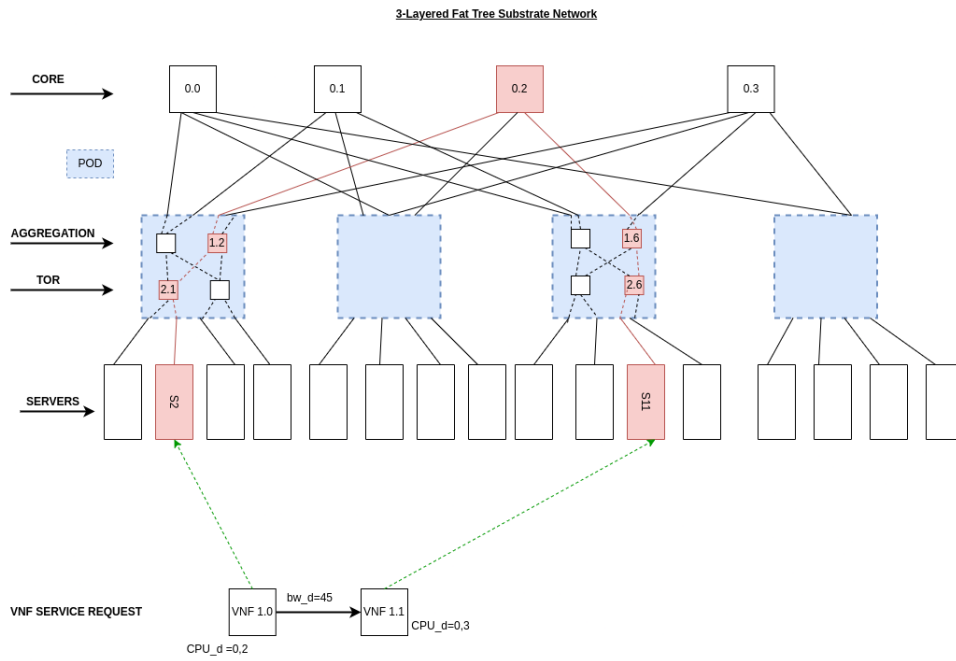 3-Layered Fat Tree Substrate Network
CORE
0.0
0.1
0.2
0.3
POD
AGGREGATION
1.2
1.6
TOR
2.1
2.6
SERVERS
S2
S11
VNF SERVICE REQUEST
VNF 1.0
bw_d=45
VNF 1.1
CPU_d=0,3
CPU_d =0,2